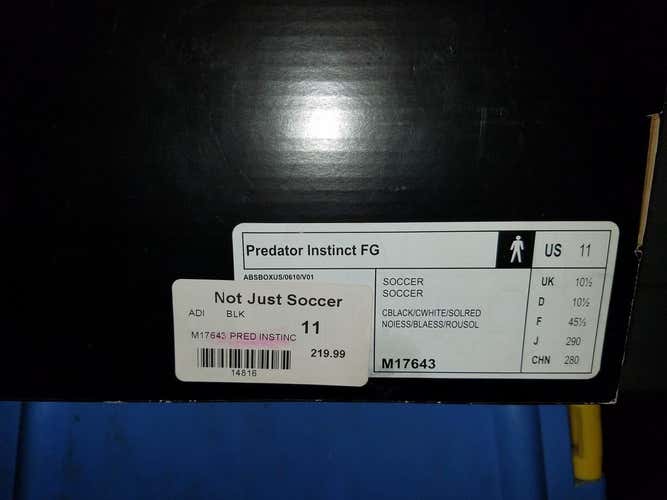 Predator Instinct FG
US 11
ABSBOXUS/0610/V01
SOCCER
SOCCER
CBLACK/CWHITE/SOLRED
NOIESS/BLAESS/ROUSOL
M17643
UK 10½
D 10½
F 45⅓
J 290
CHN 280
Not Just Soccer
ADI BLK
M17643 PRED INSTINC 11
219.99
14816